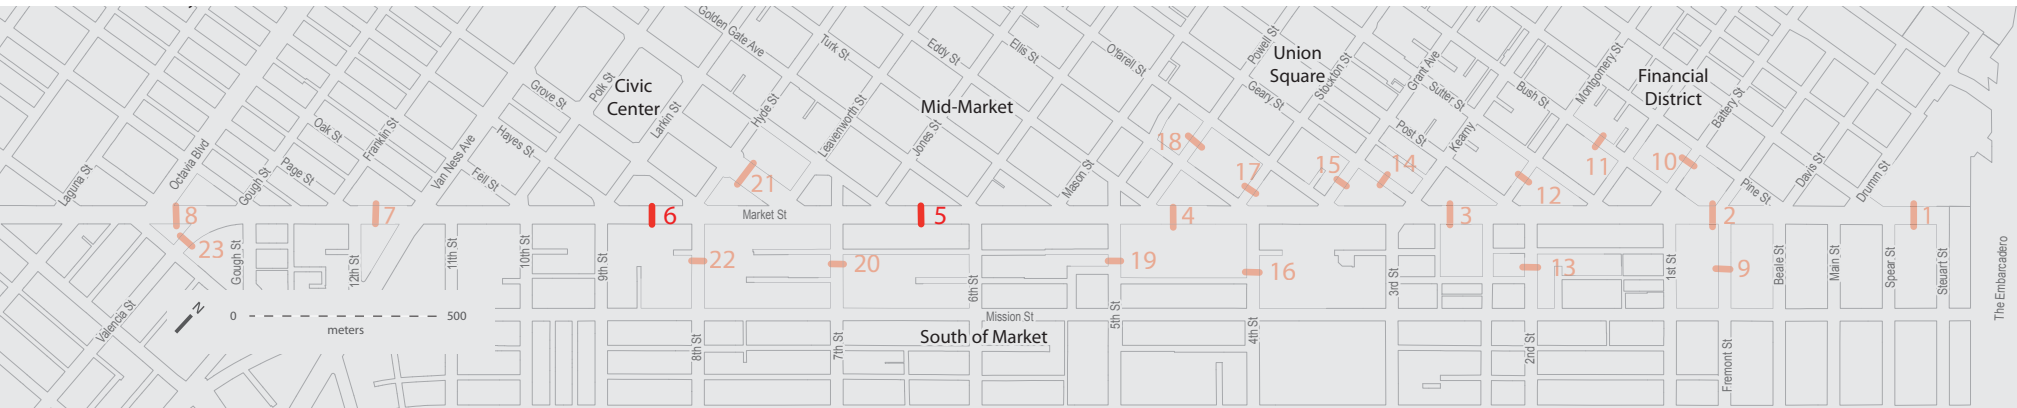 Golden Gate Ave
Turk St
Eddy St
Ellis St
O'farell St
Powell St
Union
Square
Stockton St
Grant Ave
Geary St
Sutter St
Bush St
Montgomery St
Financial
District
Battery St
Civic
Center
Polk St
Grove St
Larkin St
Hyde St
Leavenworth St
Mid-Market
Jones St
Mason St
Post St
Kearny
Pine St
Davis St
Drumm St
Laguna St
Octavia Blvd
Gough St
Oak St
Page St
Franklin St
Van Ness Ave
Hayes St
Fell St
18
17
15
14
11
10
12
21
8
7
6
Market St
5
4
3
2
1
23
22
20
19
16
13
9
Gough St
12th St
11th St
10th St
9th St
8th St
7th St
6th St
5th St
4th St
3rd St
2nd St
1st St
Fremont St
Beale St
Main St
Spear St
Steuart St
The Embarcadero
Valencia St
N
0
500
meters
Mission St
South of Market